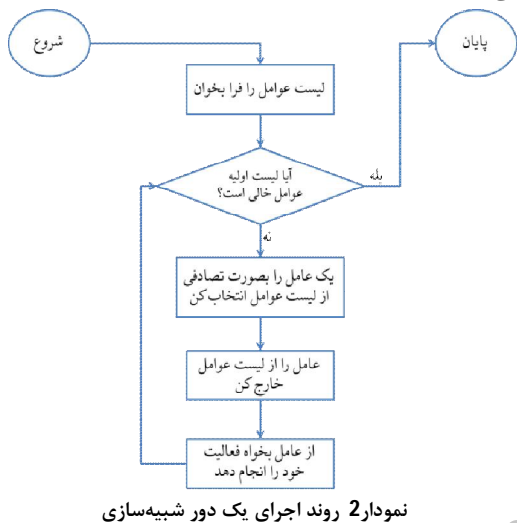 شروع
پایان
لیست عوامل را فرا بخوان
آیا لیست اولیه
عوامل خالی است؟
بله
نه
یک عامل را بصورت تصادفی
از لیست عوامل انتخاب کن
عامل را از لیست عوامل
خارج کن
از عامل بخواه فعالیت
خود را انجام دهد
نمودار2 روند اجرای یک دور شبیه‌سازی